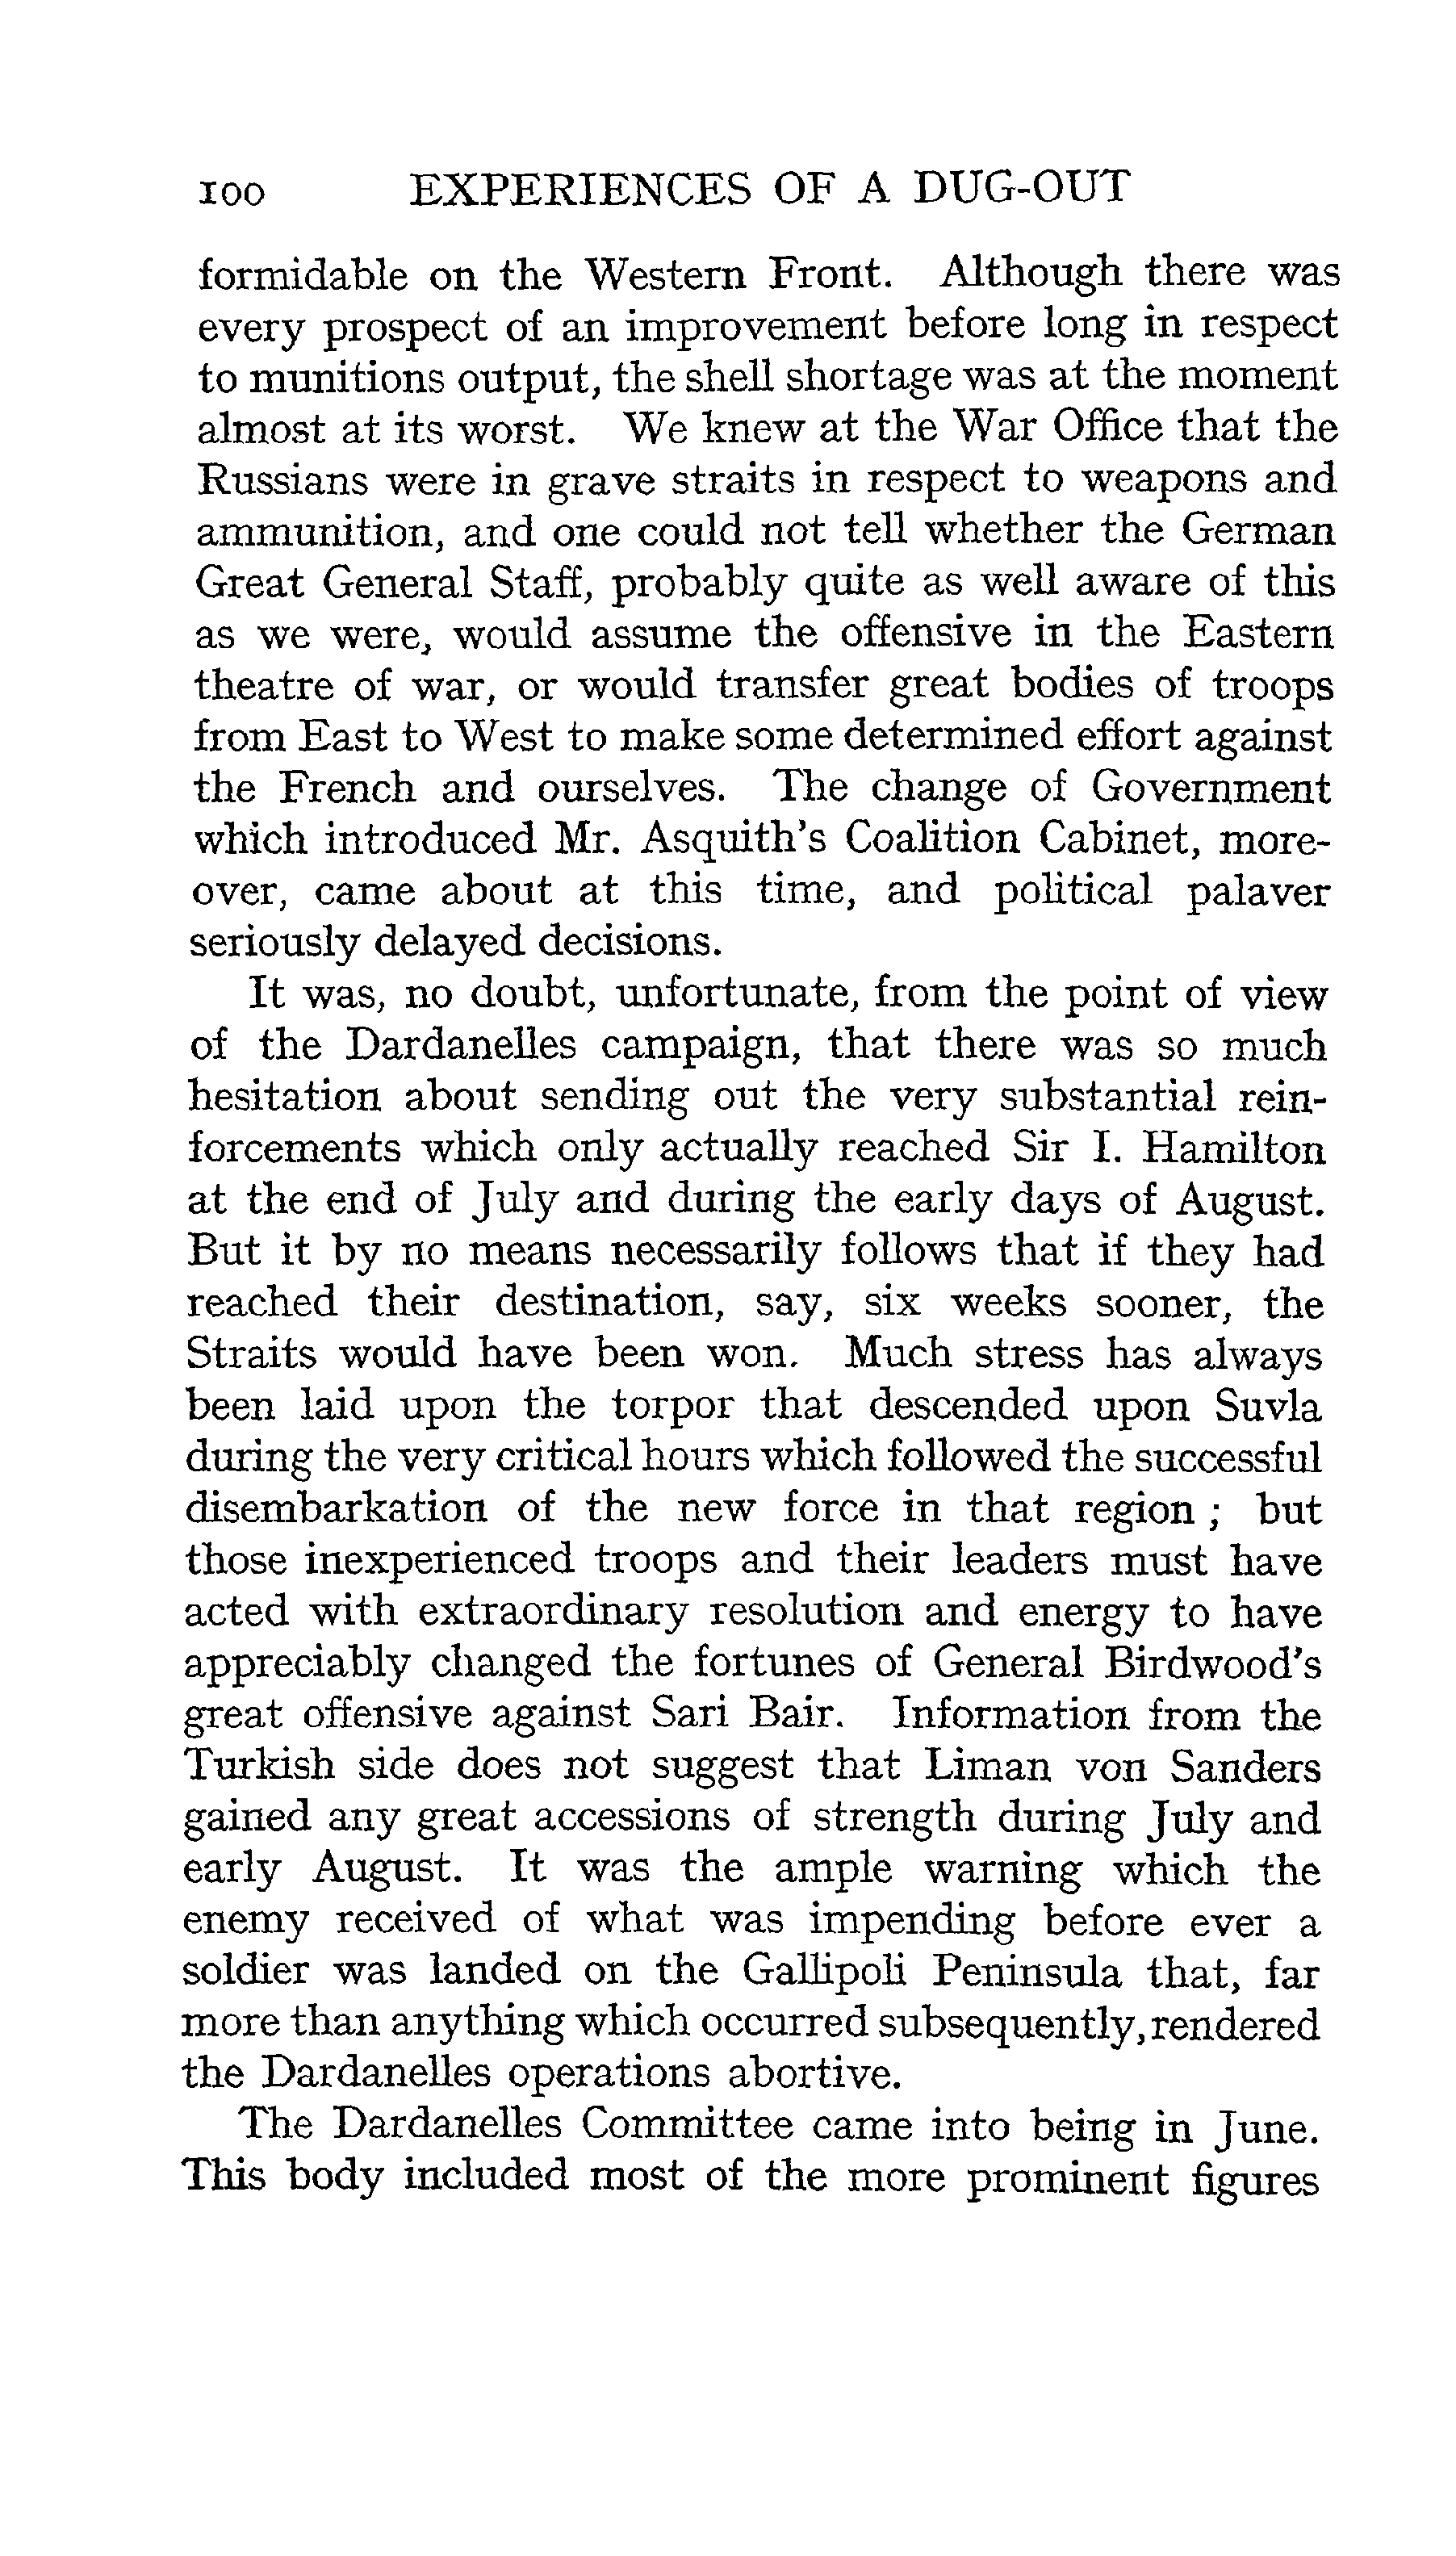 100 EXPERIENCES OF A DUG-OUT
formidable on the Western Front. Although there was
every prospect of an improvement before long in respect
to munitions output, the shell shortage was at the moment
almost at its worst. We knew at the War Office that the
Russians were in grave straits in respect to weapons and
ammunition, and one could not tell whether the German
Great General Staff, probably quite as well aware of this
as we were, would assume the offensive in the Eastern
theatre of war, or would transfer great bodies of troops
from East to West to make some determined effort against
the French and ourselves. The change of Government
which introduced Mr. Asquith's Coalition Cabinet, more-
over, came about at this time, and political palaver
seriously delayed decisions.
It was, no doubt, unfortunate, from the point of view
of the Dardanelles campaign, that there was so much
hesitation about sending out the very substantial rein-
forcements which only actually reached Sir I. Hamilton
at the end of July and during the early days of August.
But it by no means necessarily follows that if they had
reached their destination, say, six weeks sooner, the
Straits would have been won. Much stress has always
been laid upon the torpor that descended upon Suvla
during the very critical hours which followed the successful
disembarkation of the new force in that region ; but
those inexperienced troops and their leaders must have
acted with extraordinary resolution and energy to have
appreciably changed the fortunes of General Birdwood's
great offensive against Sari Bair. Information from the
Turkish side does not suggest that Liman von Sanders
gained any great accessions of strength during July and
early August. It was the ample warning which the
enemy received of what was impending before ever a
soldier was landed on the Gallipoli Peninsula that, far
more than anything which occurred subsequently, rendered
the Dardanelles operations abortive.
The Dardanelles Committee came into being in June.
This body included most of the more prominent figures